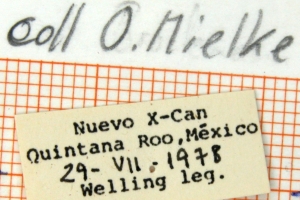 coll O. Mielke
Nuevo X-Can
Quintana Roo, México
29- VII.-1978
Welling leg.